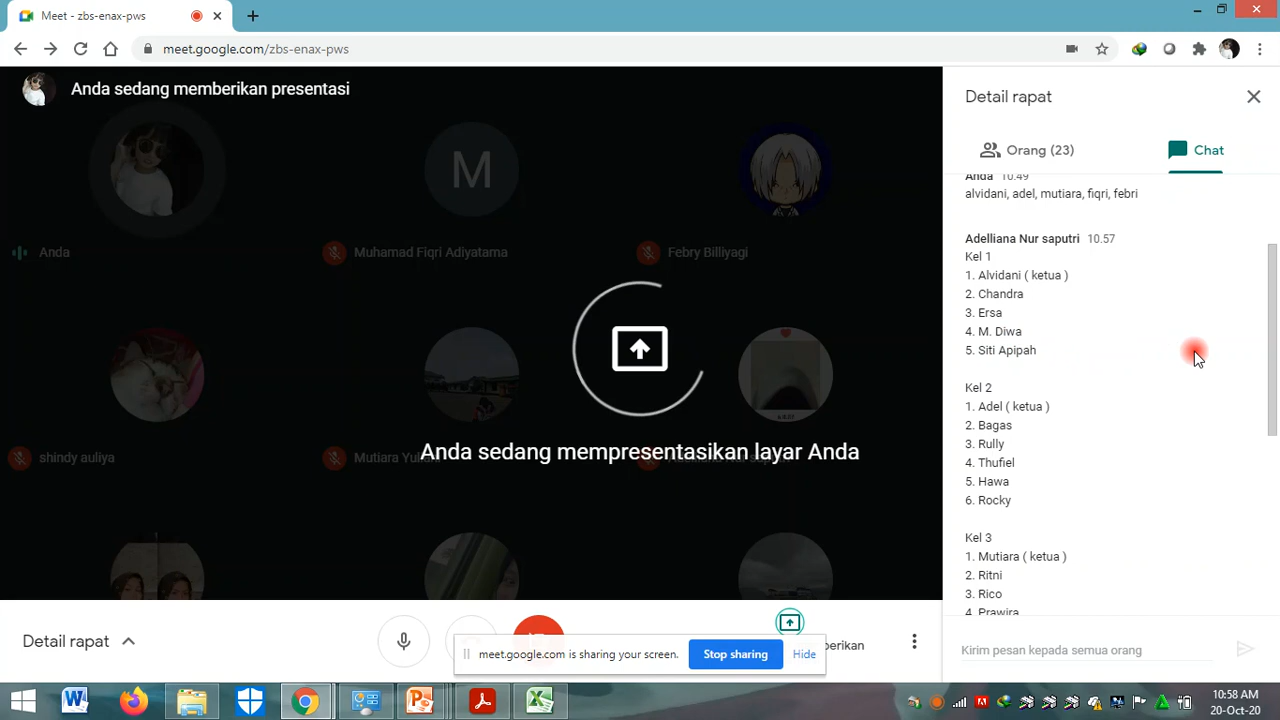 Meet - zbs-enax-pws
meet.google.com/zbs-enax-pws
Anda sedang memberikan presentasi
Detail rapat
Orang (23)
Chat
Anda 10.49
alvidani, adel, mutiara, fiqri, febri
M
Anda
Muhamad Fiqri Adiyatama
Febry Billiyagi
Adelliana Nur saputri 10.57
Kel 1
1. Alvidani ( ketua )
2. Chandra
3. Ersa
4. M. Diwa
5. Siti Apipah
Kel 2
1. Adel ( ketua )
2. Bagas
3. Rully
4. Thufiel
5. Hawa
6. Rocky
Kel 3
1. Mutiara ( ketua )
2. Ritni
3. Rico
4. Prawira
shindy auliya
Mutiara
Anda sedang mempresentasikan layar Anda
Detail rapat
meet.google.com is sharing your screen.
Stop sharing
Hide
erikan
Kirim pesan kepada semua orang
10:58 AM
20-Oct-20